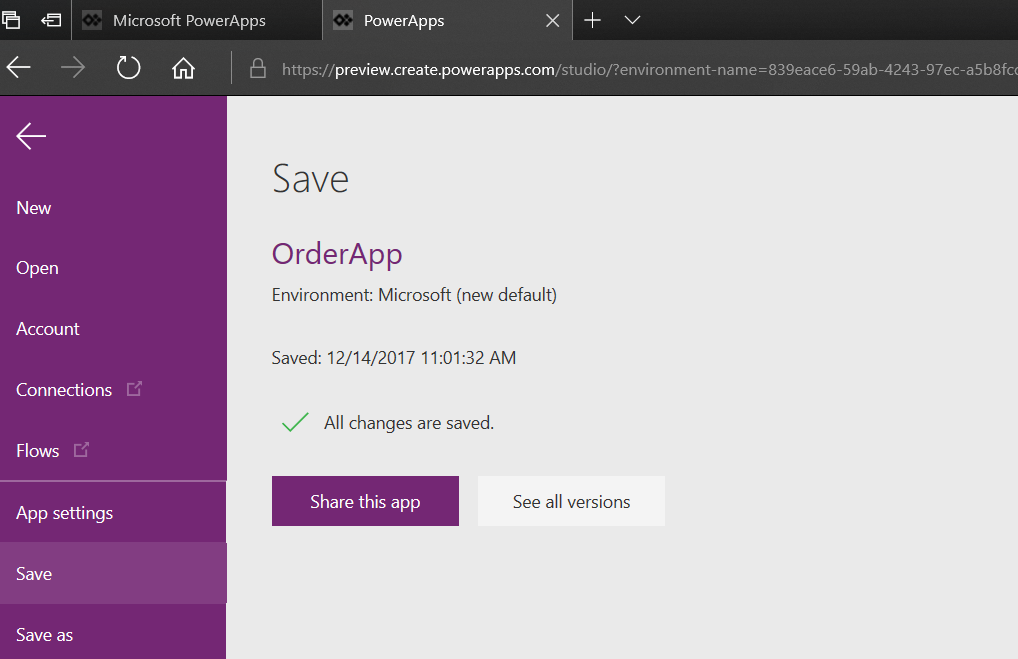 Microsoft PowerApps
PowerApps
https://preview.create.powerapps.com/studio/?environment-name=839eace6-59ab-4243-97ec-a5b8fc
New
Open
Account
Connections
Flows
App settings
Save
Save as
Save
OrderApp
Environment: Microsoft (new default)
Saved: 12/14/2017 11:01:32 AM
All changes are saved.
Share this app
See all versions